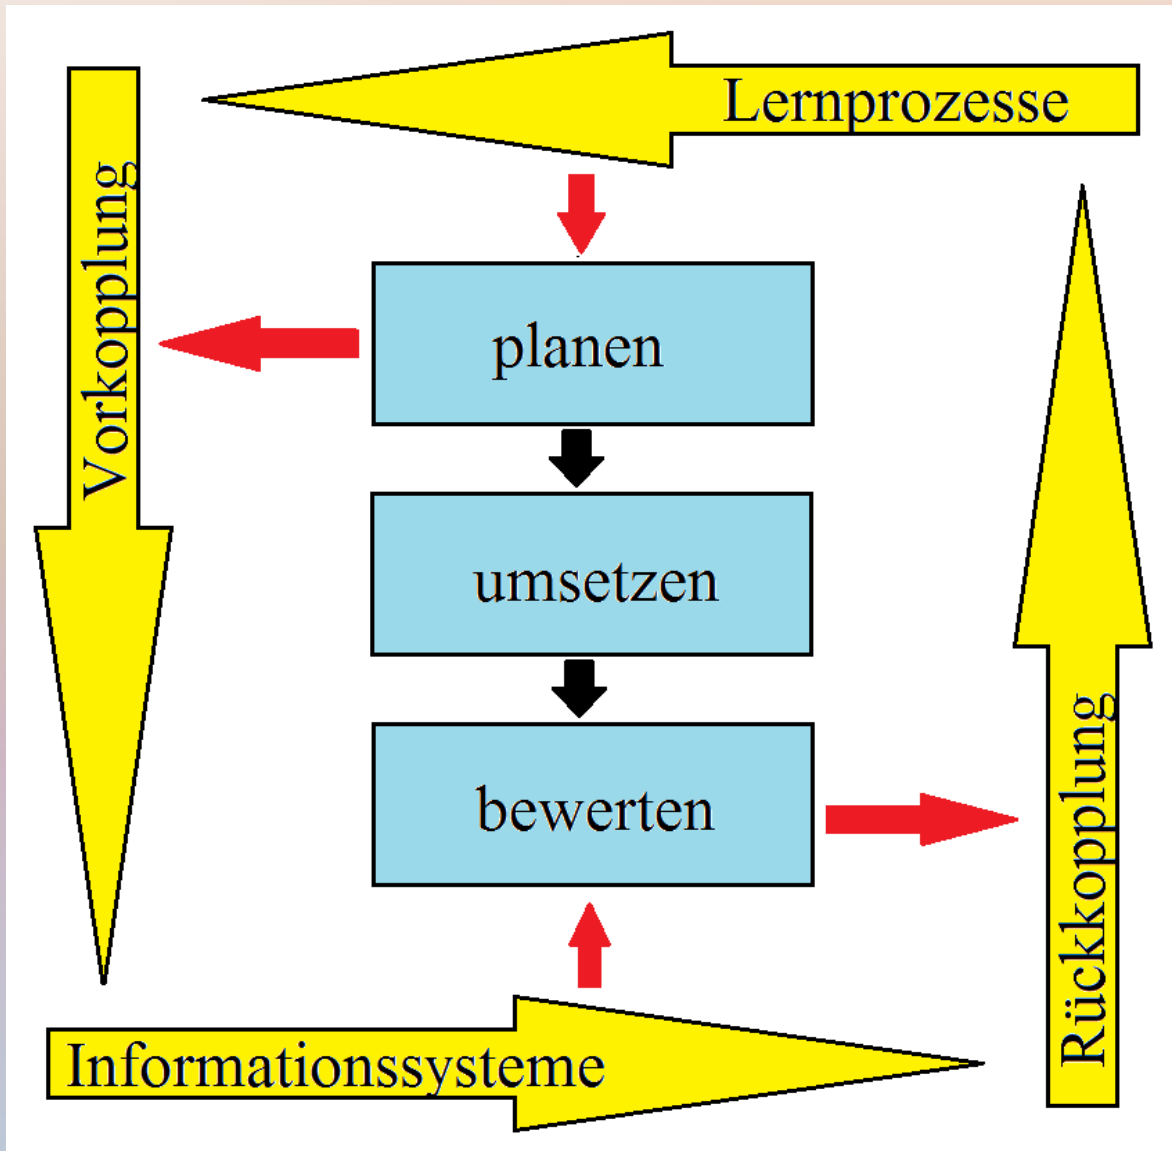 Lernprozesse
Vorkopplung
planen
umsetzen
bewerten
Rückkopplung
Informationssysteme